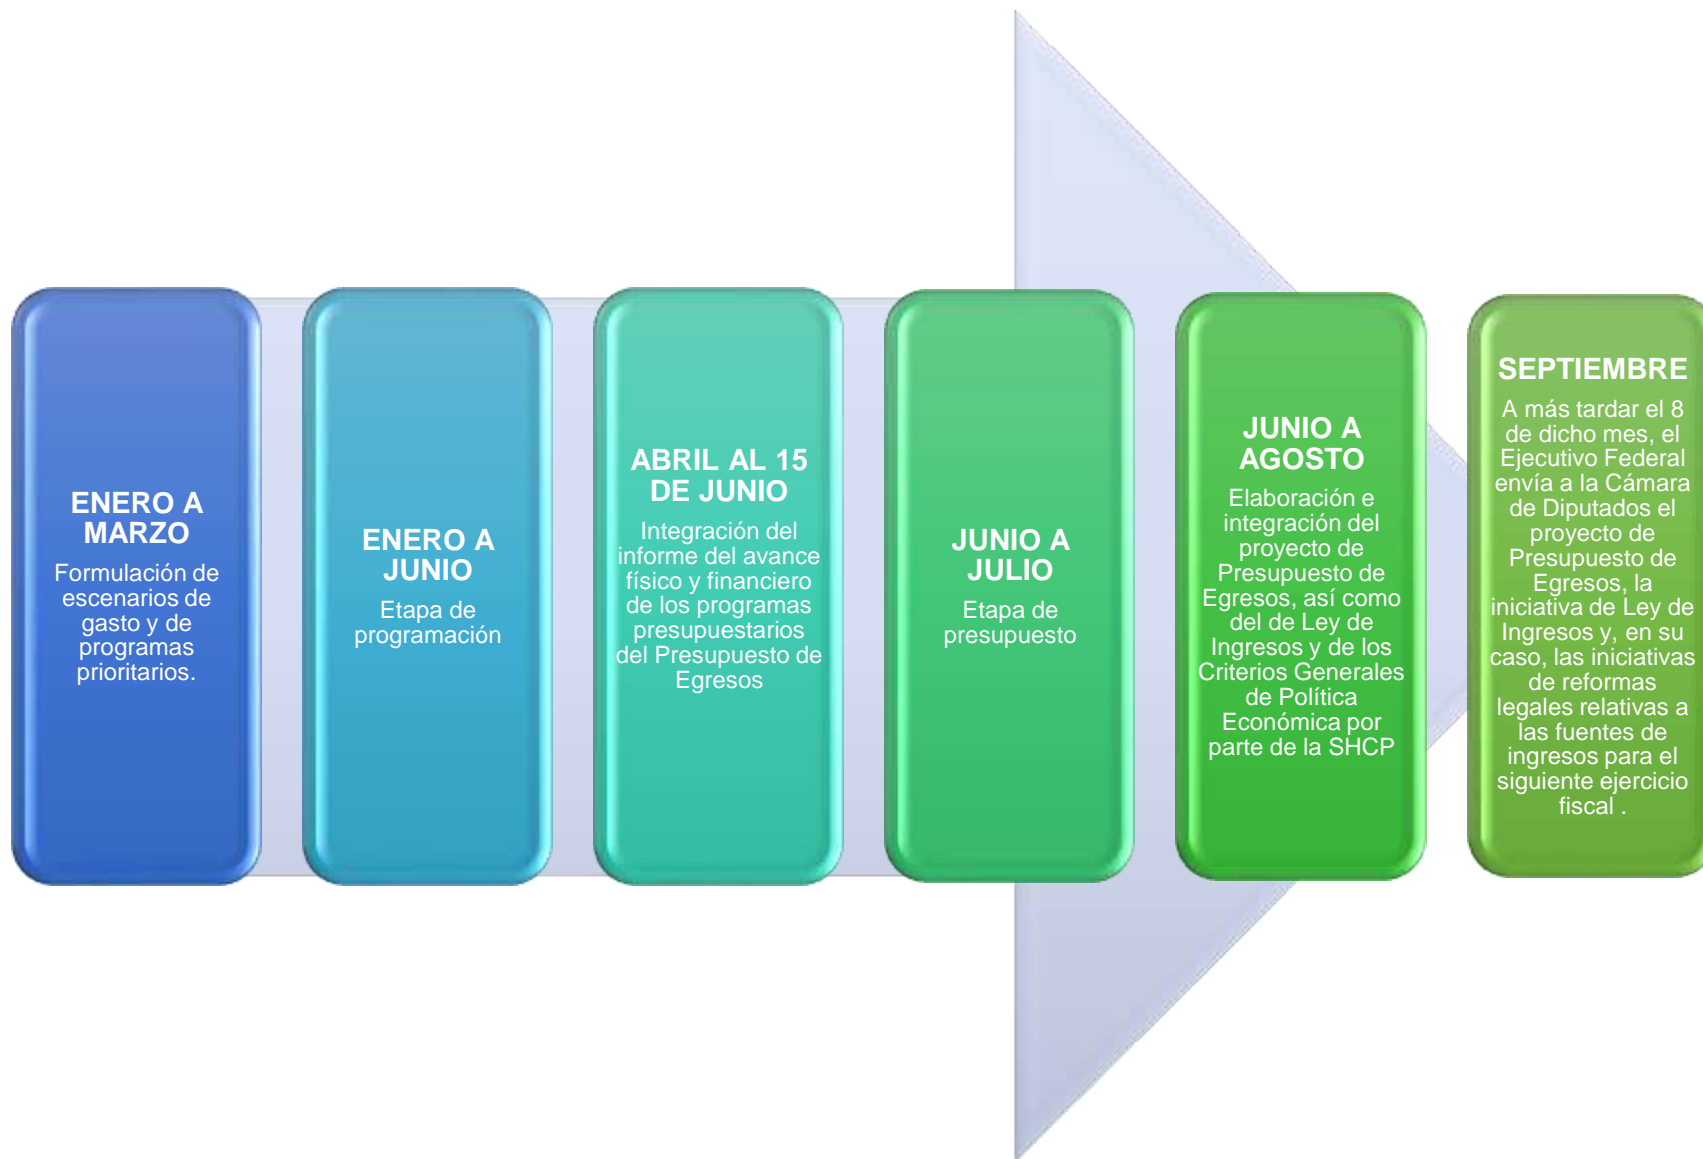 ENERO A
MARZO
Formulación de
escenarios de
gasto y de
programas
prioritarios.
ENERO A
JUNIO
Etapa de
programación
ABRIL AL 15
DE JUNIO
Integración del
informe del avance
físico y financiero
de los programas
presupuestarios
del Presupuesto de
Egresos
JUNIO A
JULIO
Etapa de
presupuesto
JUNIO A
AGOSTO
Elaboración e
integración del
proyecto de
Presupuesto de
Egresos, así como
del de Ley de
Ingresos y de los
Criterios Generales
de Política
Económica por
parte de la SHCP
SEPTIEMBRE
A más tardar el 8
de dicho mes, el
Ejecutivo Federal
envía a la Cámara
de Diputados el
proyecto de
Presupuesto de
Egresos, la
iniciativa de Ley de
Ingresos y, en su
caso, las iniciativas
de reformas
legales relativas a
las fuentes de
ingresos para el
siguiente ejercicio
fiscal .